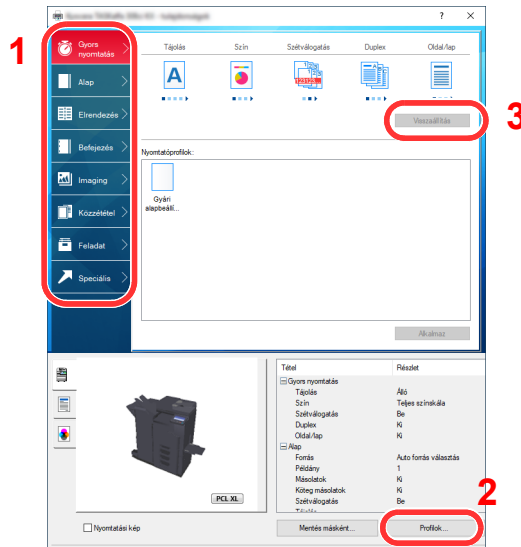 ? ×
1
Gyors
nyomtatás
Alap
Elrendezés
Befejezés
Imaging
Közzététel
Feladat
Speciális
Tájolás Szín Szétválogatás Duplex Oldal/lap
A 123123
Visszaállítás
3
Nyomtatóprofilok:
Gyári
alapbeállí...
Alkalmaz
Tétel Részlet
Gyors nyomtatás
Tájolás Álló
Szín Teljes színskála
Szétválogatás Be
Duplex Ki
Oldal/lap Ki
Alap
Forrás Auto forrás választás
Példány 1
Másolatok Ki
Köteg másolatok Ki
Szétválogatás Be
PCL XL
2
Nyomtatási kép
Mentés másként...
Profilok...